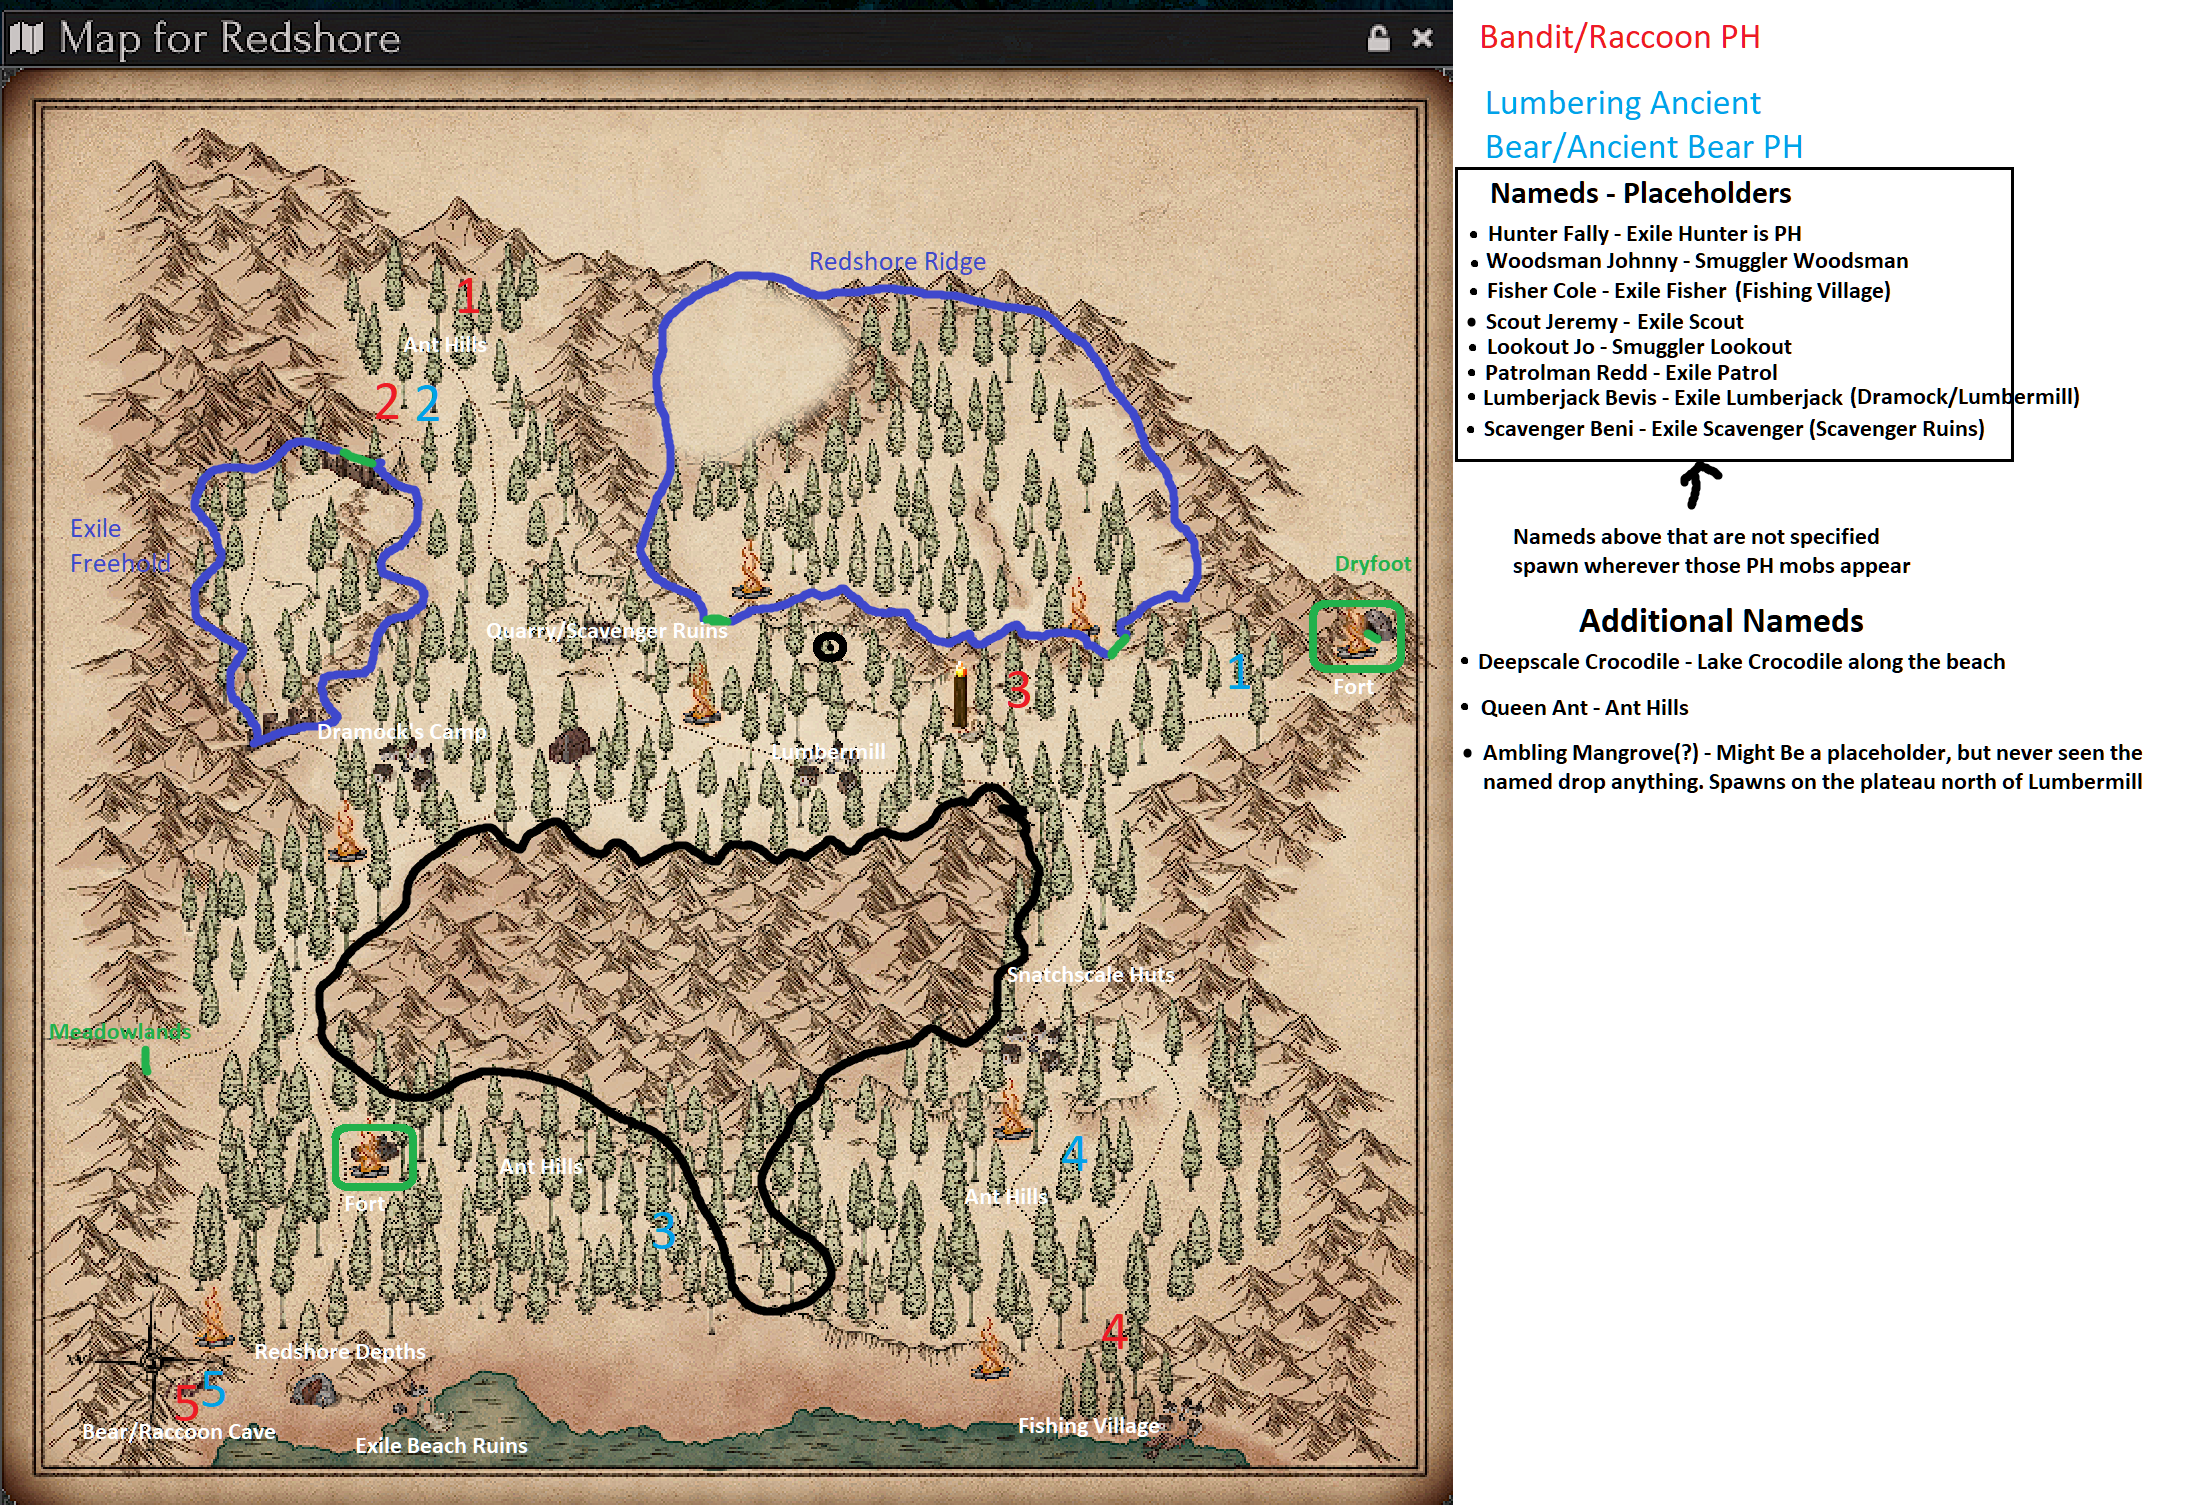 Map for Redshore
Bandit/Raccoon PH
Lumbering Ancient
Bear/Ancient Bear PH
Nameds - Placeholders
• Hunter Fally - Exile Hunter is PH
• Woodsman Johnny - Smuggler Woodsman
• Fisher Cole - Exile Fisher (Fishing Village)
• Scout Jeremy - Exile Scout
• Lookout Jo - Smuggler Lookout
• Patrolman Redd - Exile Patrol
• Lumberjack Bevis - Exile Lumberjack (Dramock/Lumbermill)
• Scavenger Beni - Exile Scavenger (Scavenger Ruins)
Nameds above that are not specified
spawn wherever those PH mobs appear
Additional Nameds
• Deepscale Crocodile - Lake Crocodile along the beach
• Queen Ant - Ant Hills
• Ambling Mangrove(?) - Might Be a placeholder, but never seen the
named drop anything. Spawns on the plateau north of Lumbermill
Redshore Ridge
1
Ant Hills
2 2
Exile
Freehold
Dryfoot
Quarry/Scavenger Ruins
3
1
Fort
Dramock's Camp
Lumbermill
Snatchscale Huts
Meadowlands
4
Ant Hills
Ant Hills
Fort
3
4
Redshore Depths
5 5
Bear/Raccoon Cave
Exile Beach Ruins
Fishing Village